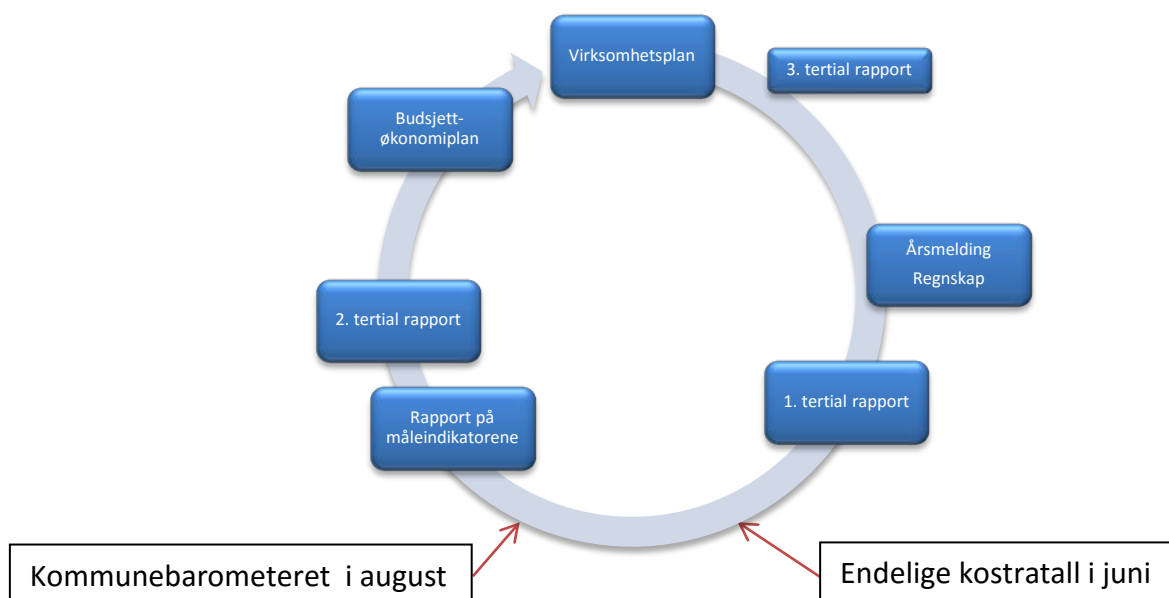 Virksomhetsplan
3. tertial rapport
Årsmelding
Regnskap
1. tertial rapport
Endelige kostratall i juni
Kommunebarometeret i august
Rapport på
måleindikatorene
2. tertial rapport
Budsjett-
økonomiplan